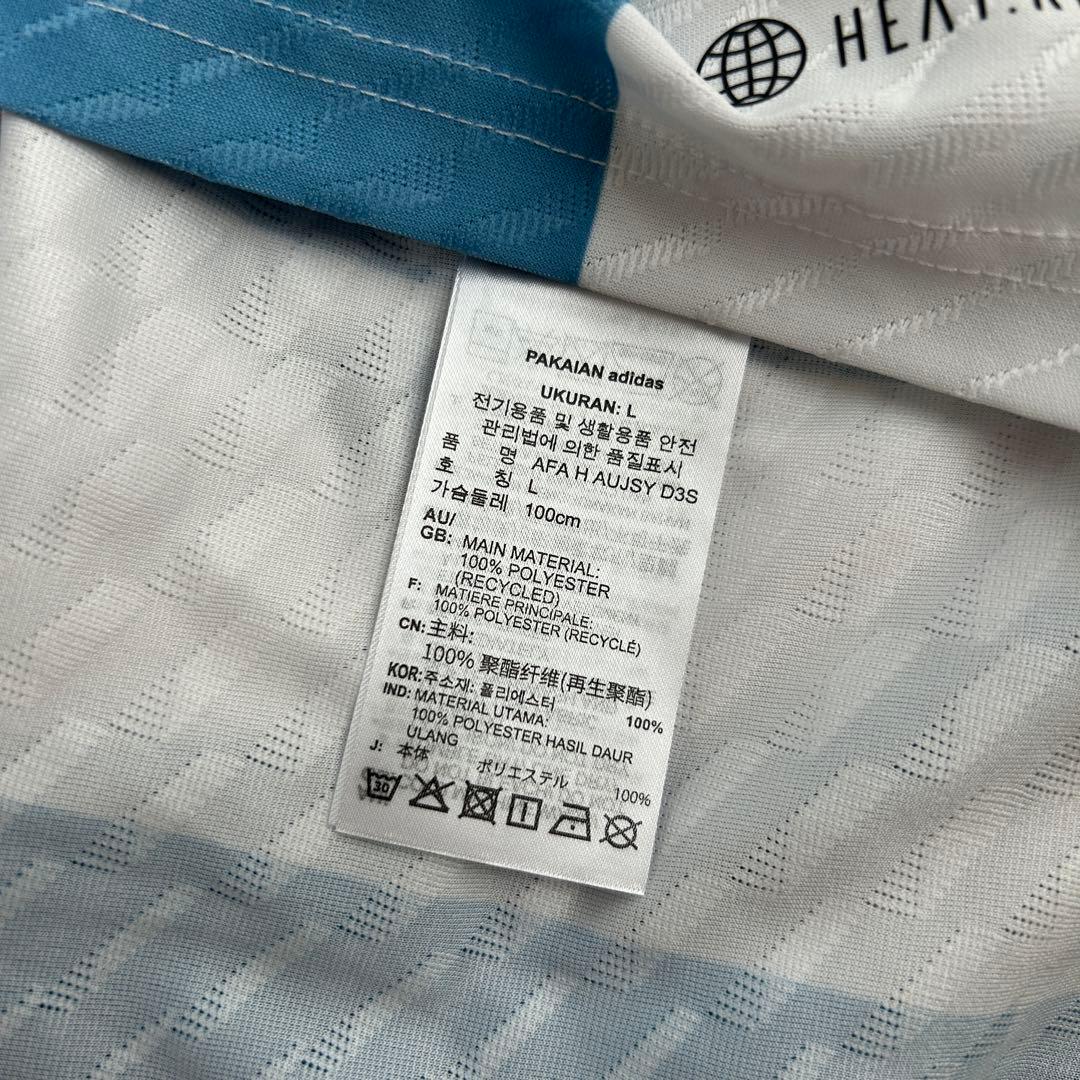 HEAT.R
PAKAIAN adidas
UKURAN: L
전기용품 및 생활용품 안전
관리법에 의한 품질표시
품 명 AFA H AUJSY D3S
호 칭 L
가슴둘레 100cm
AU/
GB: MAIN MATERIAL:
100% POLYESTER
(RECYCLED)
F: MATIERE PRINCIPALE:
100% POLYESTER (RECYCLÉ)
CN: 主料:
100% 聚酯纤维(再生聚酯)
KOR: 주소재: 폴리에스터 100%
IND: MATERIAL UTAMA:
100% POLYESTER HASIL DAUR
ULANG
J: 本体 ポリエステル 100%
30